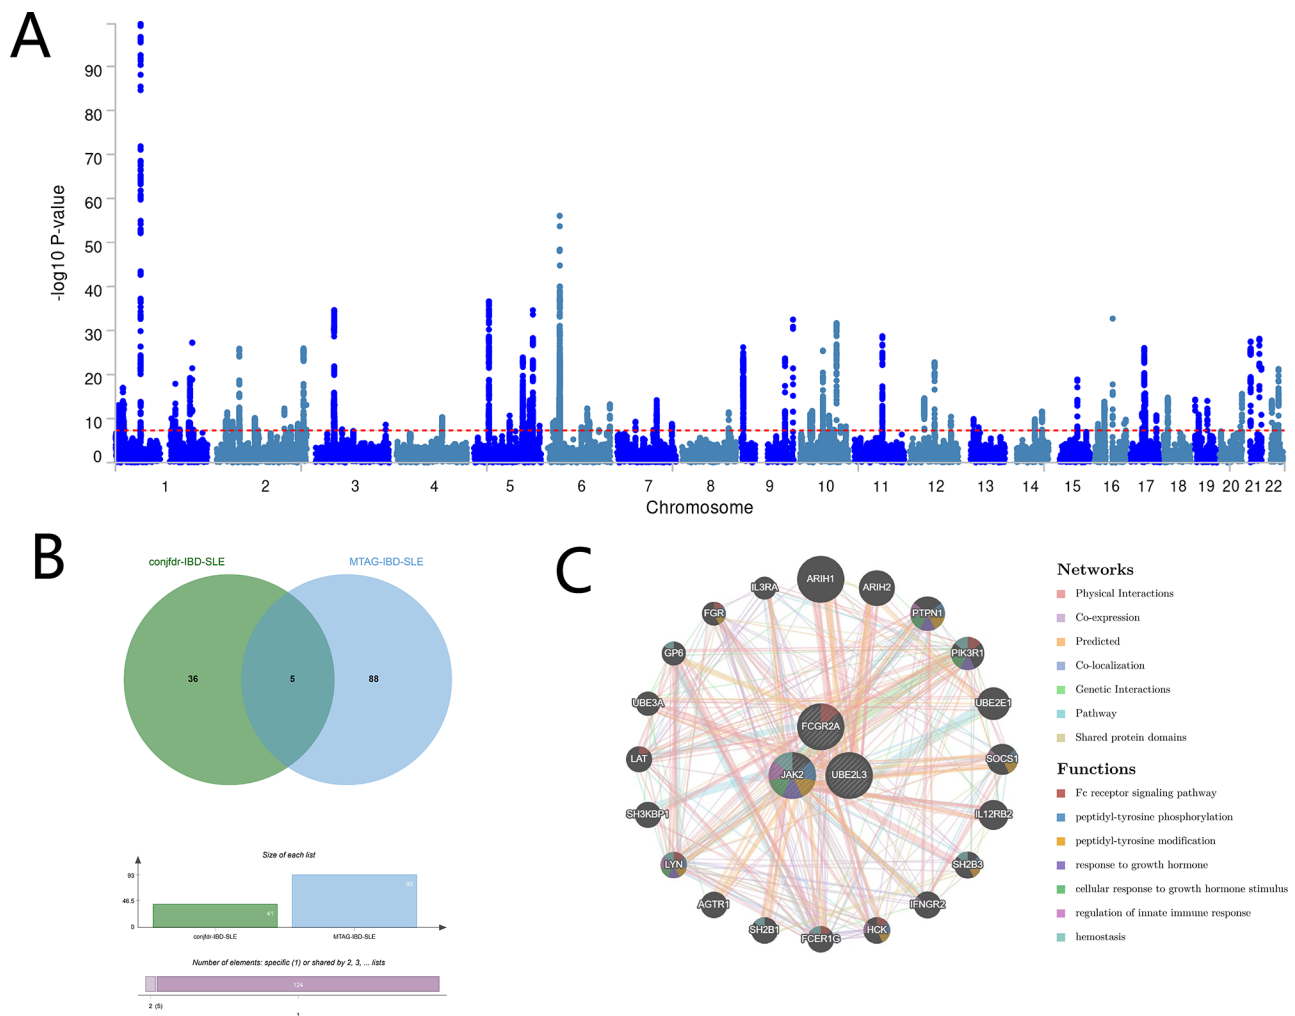 A
-log10 P-value
90
80
70
60
50
40
30
20
10
0
1 2 3 4 5 6 7 8 9 10 11 12 13 14 15 16 17 18 19 20 21 22
Chromosome
B
conjfdr-IBD-SLE MTAG-IBD-SLE
36 5 88
Size of each list
93
46.5
0
41
93
conjfdr-IBD-SLE MTAG-IBD-SLE
Number of elements: specific (1) or shared by 2, 3, ... lists
124
2 (5)
1
C
ARIH1
ARIH2
PTPN1
PIK3R1
UBE2E1
SOCS1
IL12RB2
SH2B3
IFNGR2
HCK
FCER1G
SH2B1
AGTR1
LYN
SH3KBP1
LAT
UBE3A
GP6
FGR
IL3RA
FCGR2A
JAK2
UBE2L3
Networks
Physical Interactions
Co-expression
Predicted
Co-localization
Genetic Interactions
Pathway
Shared protein domains
Functions
Fc receptor signaling pathway
peptidyl-tyrosine phosphorylation
peptidyl-tyrosine modification
response to growth hormone
cellular response to growth hormone stimulus
regulation of innate immune response
hemostasis